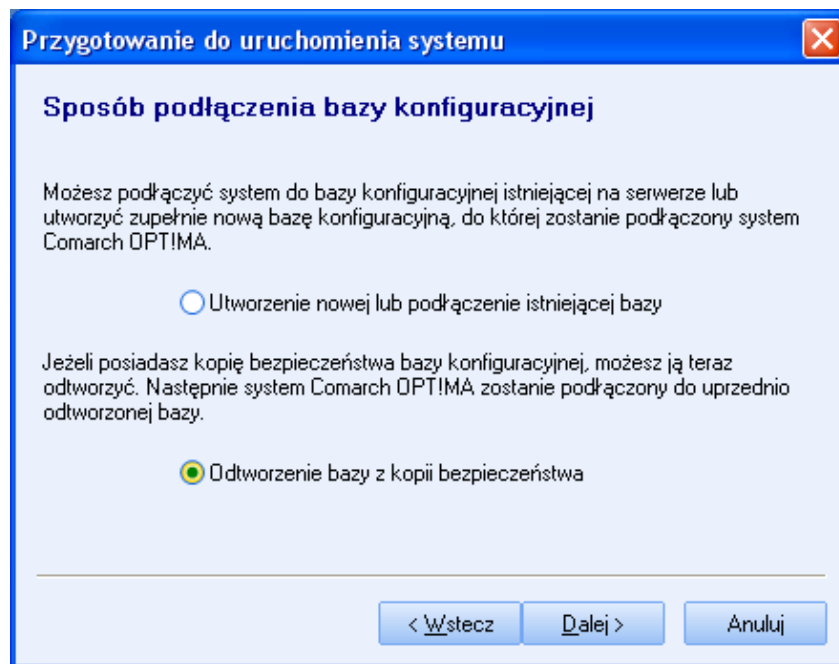 Przygotowanie do uruchomienia systemu
Sposób podłączenia bazy konfiguracyjnej
Możesz podłączyć system do bazy konfiguracyjnej istniejącej na serwerze lub
utworzyć zupełnie nową bazę konfiguracyjną, do której zostanie podłączony system
Comarch OPT!MA.
Utworzenie nowej lub podłączenie istniejącej bazy
Jeżeli posiadasz kopię bezpieczeństwa bazy konfiguracyjnej, możesz ją teraz
odtworzyć. Następnie system Comarch OPT!MA zostanie podłączony do uprzednio
odtworzonej bazy.
Odtworzenie bazy z kopii bezpieczeństwa
< Wstecz
Dalej >
Anuluj